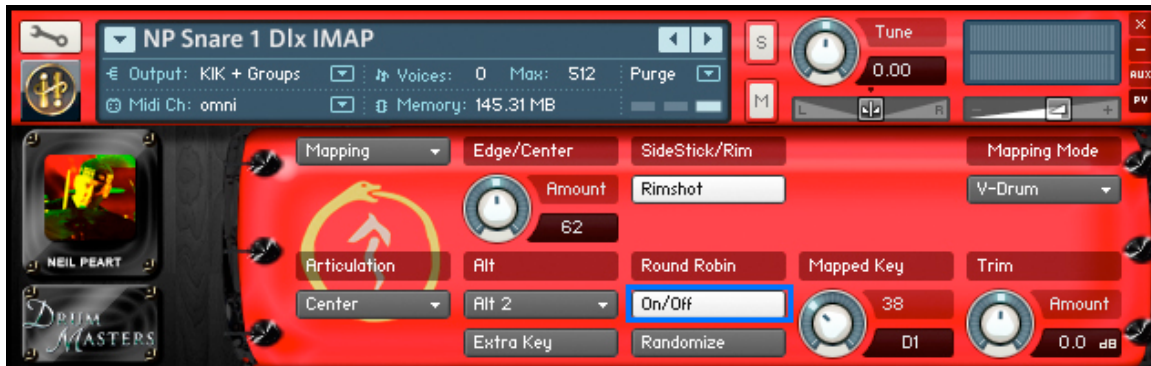 NP Snare 1 Dlx IMAP
Output: KIK + Groups
Voices: 0 Max: 512
Purge
Midi Ch: omni
Memory: 145.31 MB
S
M
Tune
0.00
L
R
- +
×
-
AUX
PV
Mapping
Edge/Center
SideStick/Rim
Mapping Mode
Amount
62
Rimshot
V-Drum
NEIL PEART
Articulation
Alt
Round Robin
Mapped Key
Trim
Center
Alt 2
On/Off
38
Amount
Extra Key
Randomize
D1
0.0 dB
DRUM
MASTERS